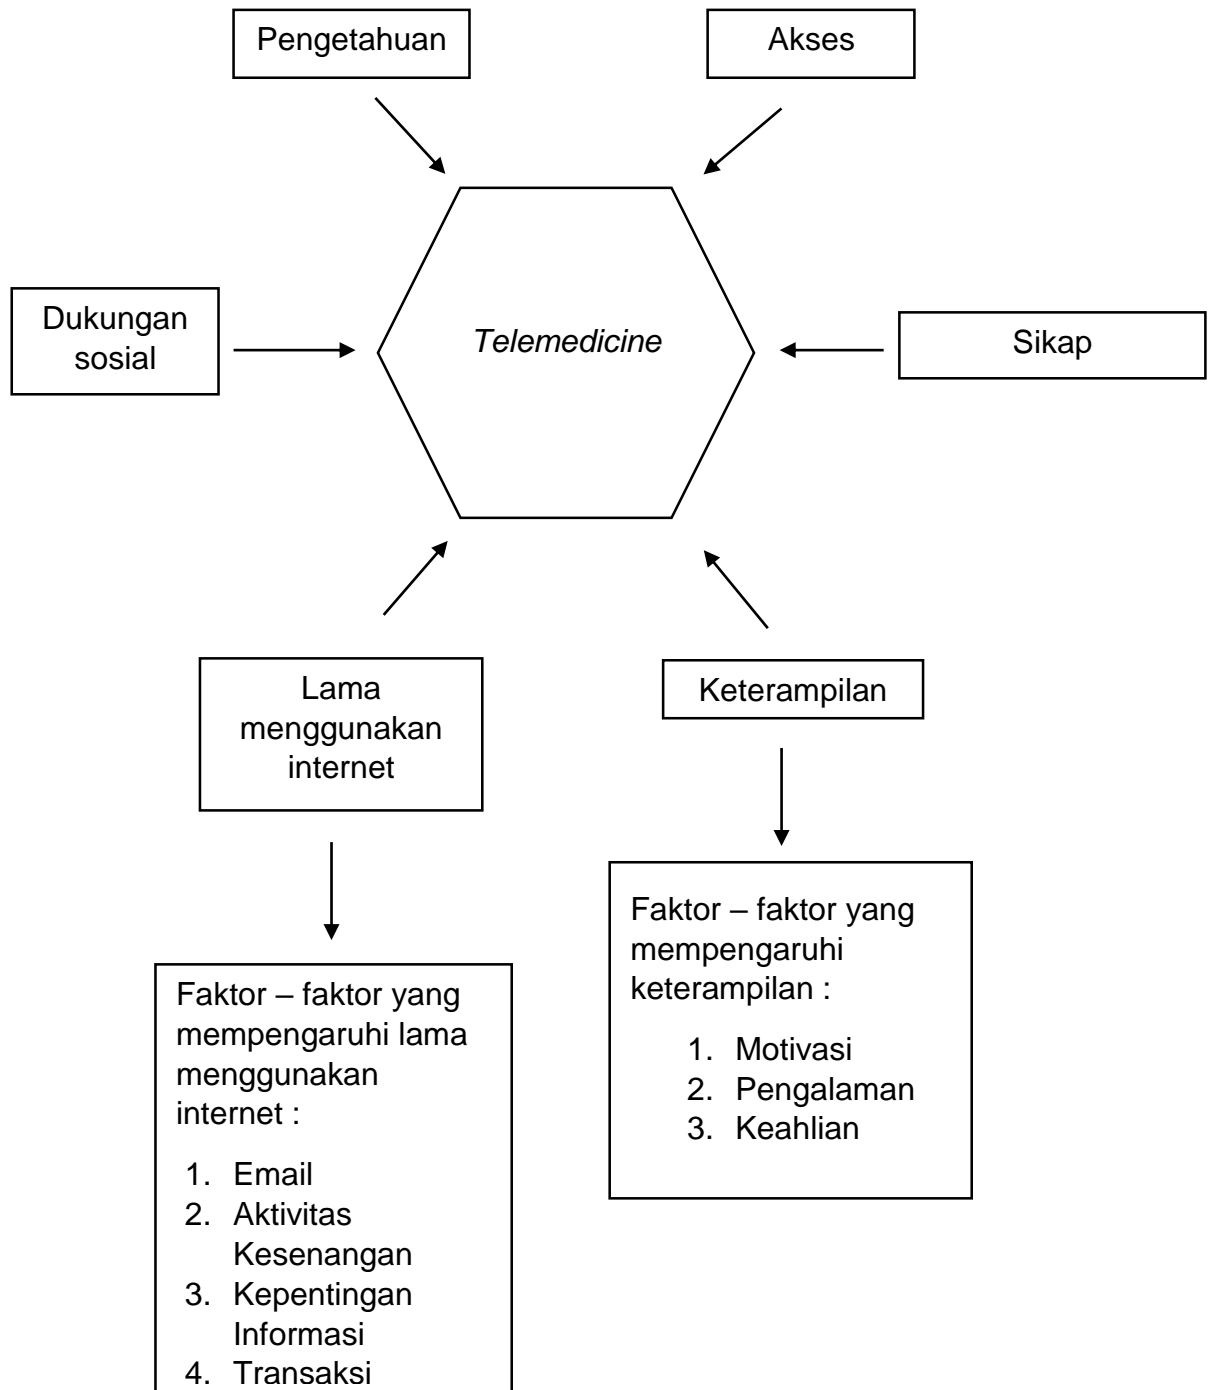 Pengetahuan
Akses
Dukungan
sosial
Telemedicine
Sikap
Lama
menggunakan
internet
Keterampilan
Faktor – faktor yang
mempengaruhi
keterampilan :
1. Motivasi
2. Pengalaman
3. Keahlian
Faktor – faktor yang
mempengaruhi lama
menggunakan
internet :
1. Email
2. Aktivitas
Kesenangan
3. Kepentingan
Informasi
4. Transaksi